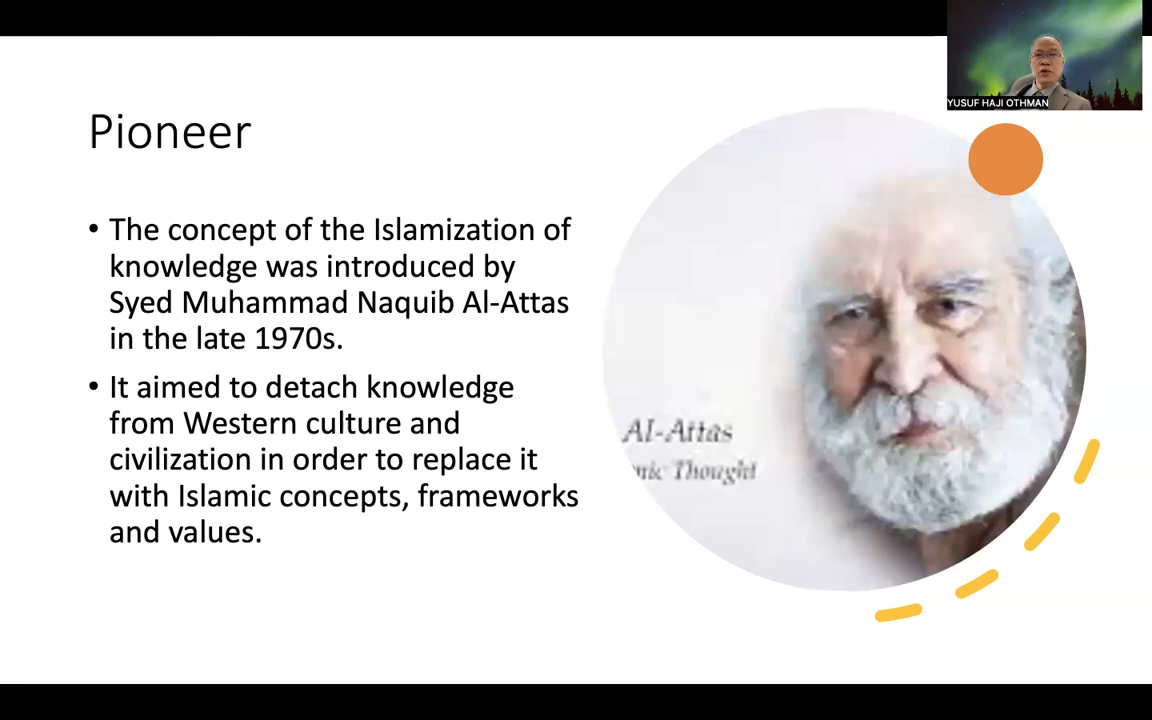 YUSUF HAJI OTHMAN
Pioneer
• The concept of the Islamization of
knowledge was introduced by
Syed Muhammad Naquib Al-Attas
in the late 1970s.
• It aimed to detach knowledge
from Western culture and
civilization in order to replace it
with Islamic concepts, frameworks
and values.
Al-Attas
Thought